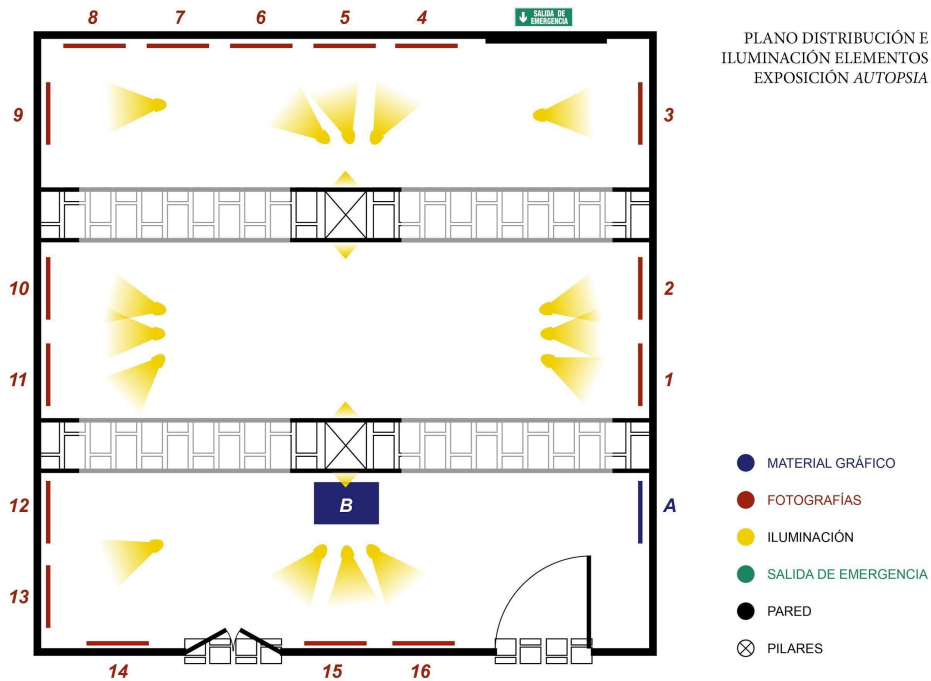 8
7
6
5
4
SALIDA DE
EMERGENCIA
PLANO DISTRIBUCIÓN E
ILUMINACIÓN ELEMENTOS
EXPOSICIÓN AUTOPSIA
9
3
10
2
11
1
12
B
A
13
14
15
16
MATERIAL GRÁFICO
FOTOGRAFÍAS
ILUMINACIÓN
SALIDA DE EMERGENCIA
PARED
PILARES